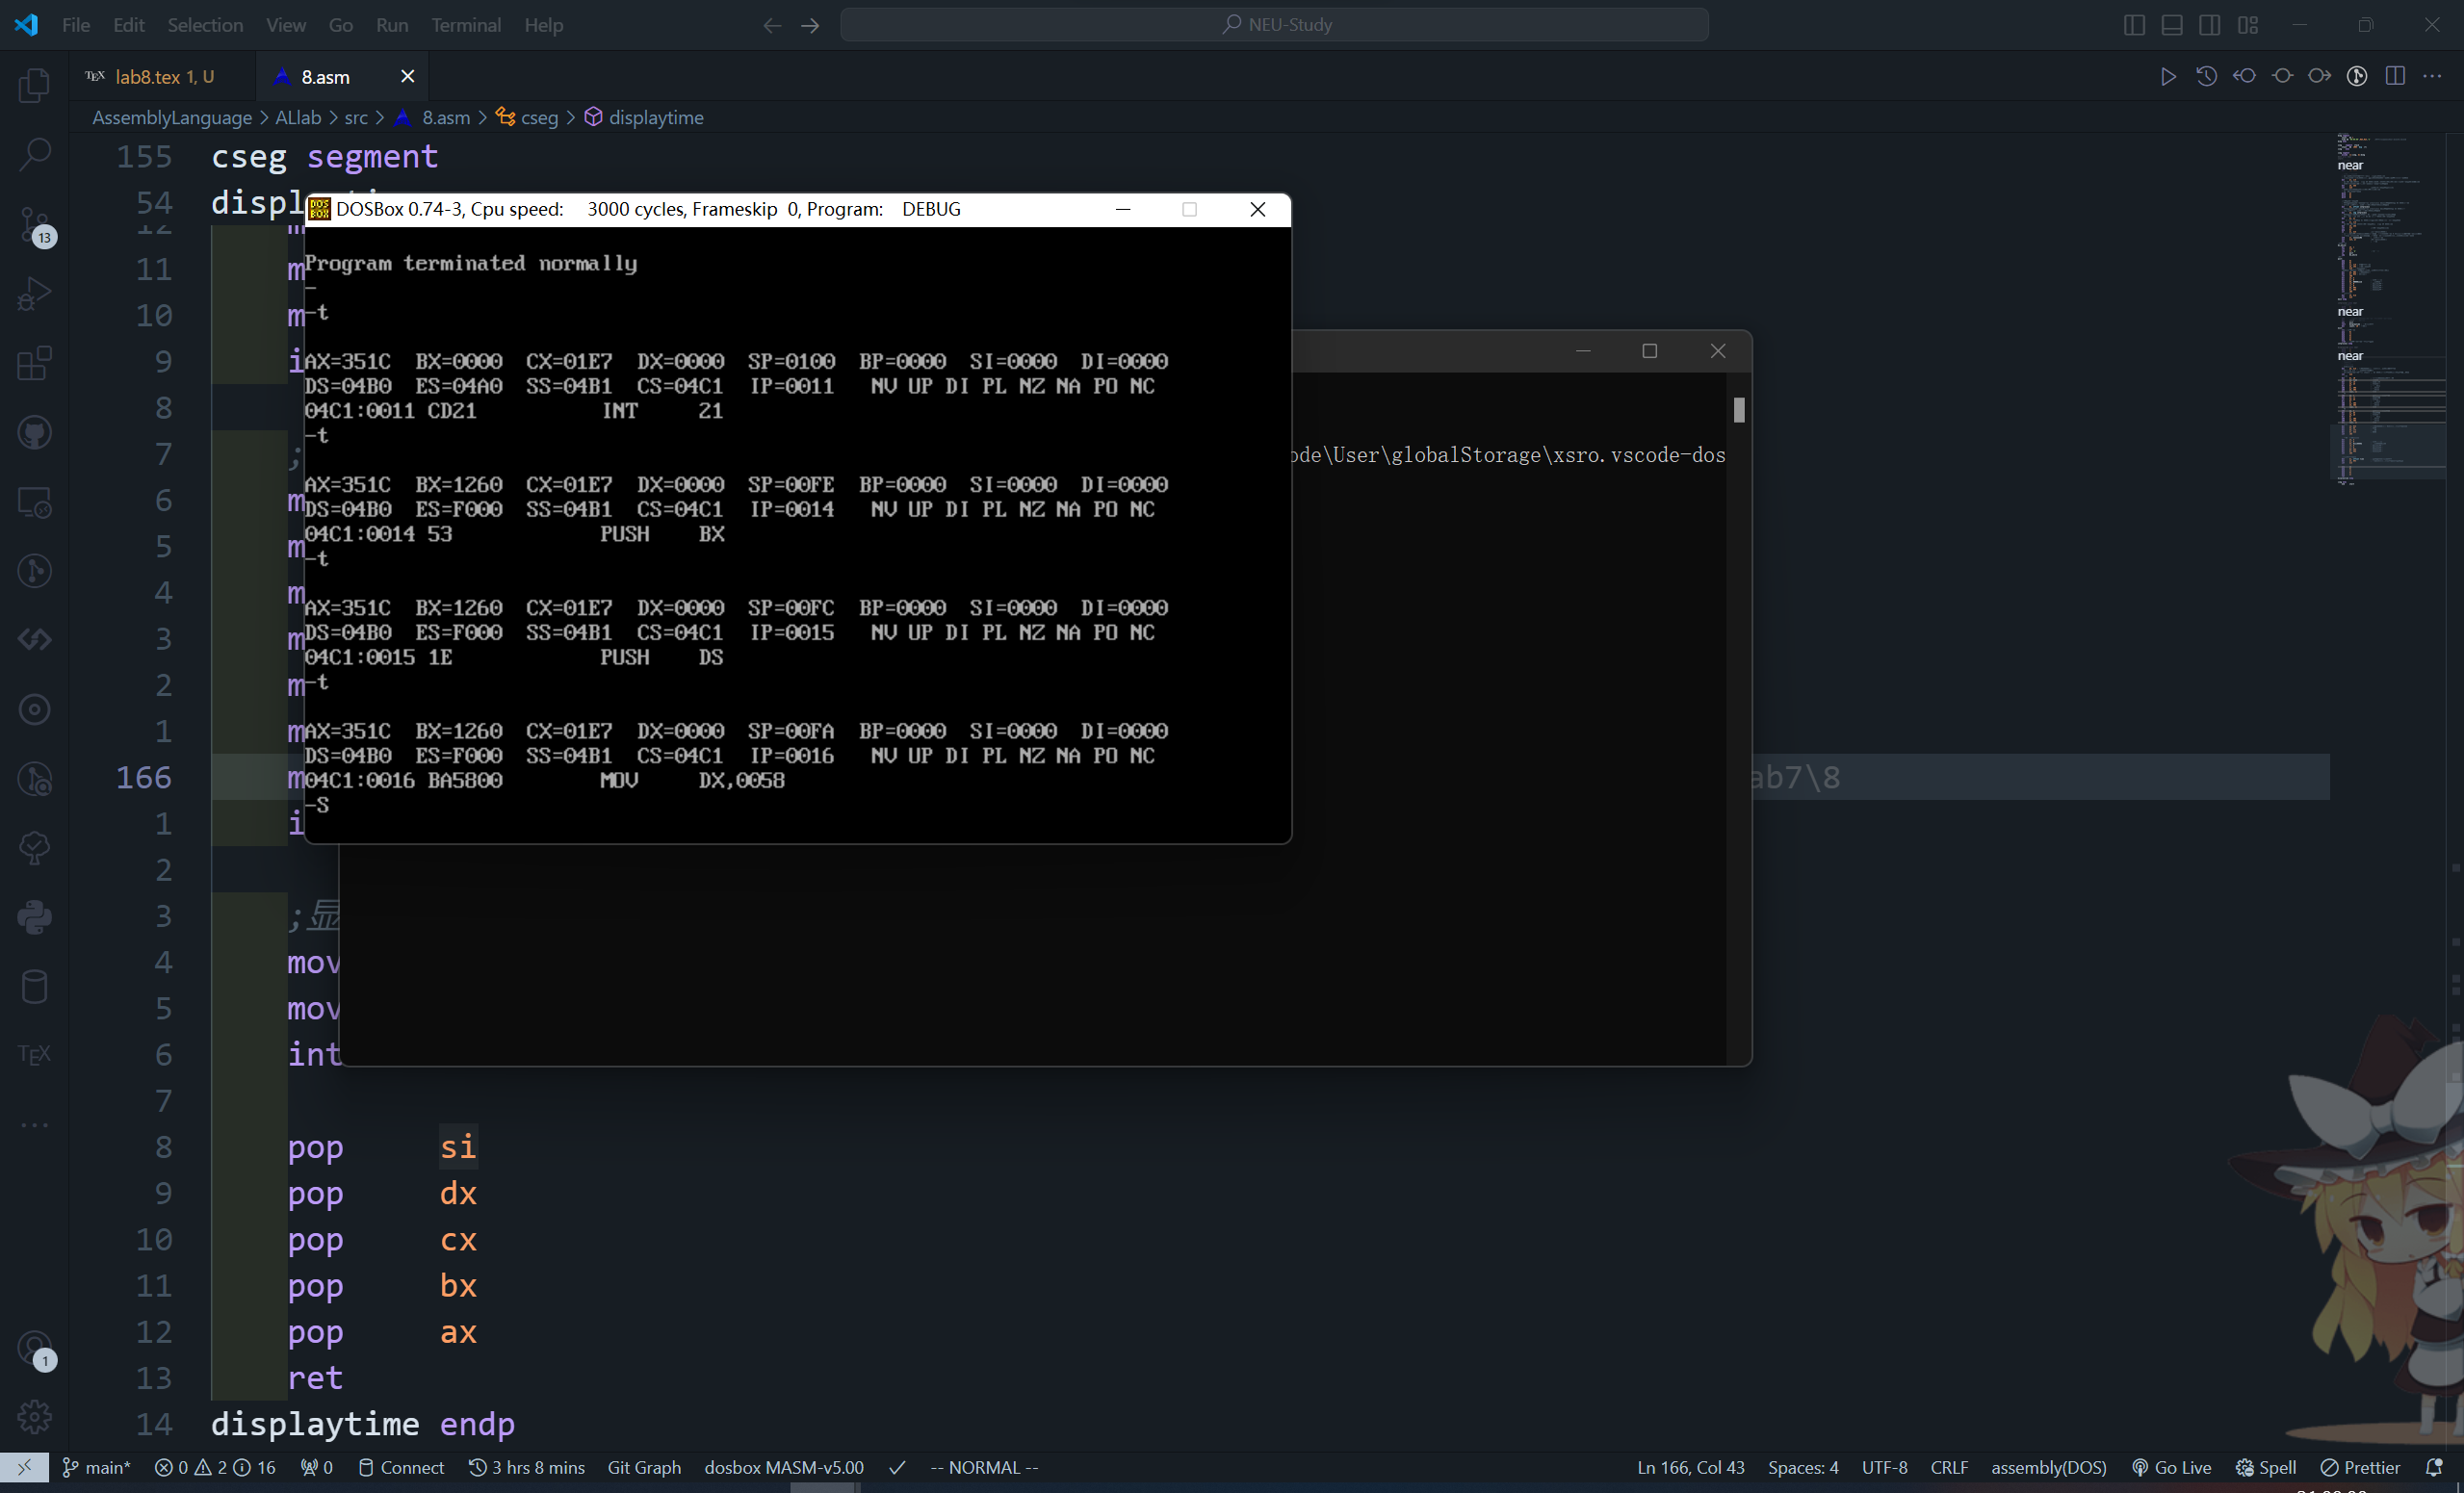 File Edit Selection View Go Run Terminal Help
NEU-Study
TEX lab8.tex 1, U
8.asm
AssemblyLanguage > ALlab > src > 8.asm > cseg > displaytime
155 cseg segment
54 displ
12
11 m
10 m
9 i
8
7 ;
6 m
5 m
4 m
3 m
2 m
1 m
166 m
1 i
2
3 ;显
4 mov
5 mov
6 int
7
8 pop si
9 pop dx
10 pop cx
11 pop bx
12 pop ax
13 ret
14 displaytime endp
DOSBox 0.74-3, Cpu speed: 3000 cycles, Frameskip 0, Program: DEBUG
Program terminated normally
-
-t
AX=351C BX=0000 CX=01E7 DX=0000 SP=0100 BP=0000 SI=0000 DI=0000
DS=04B0 ES=04A0 SS=04B1 CS=04C1 IP=0011 NV UP DI PL NZ NA PO NC
04C1:0011 CD21 INT 21
-t
AX=351C BX=1260 CX=01E7 DX=0000 SP=00FE BP=0000 SI=0000 DI=0000
DS=04B0 ES=F000 SS=04B1 CS=04C1 IP=0014 NV UP DI PL NZ NA PO NC
04C1:0014 53 PUSH BX
-t
AX=351C BX=1260 CX=01E7 DX=0000 SP=00FC BP=0000 SI=0000 DI=0000
DS=04B0 ES=F000 SS=04B1 CS=04C1 IP=0015 NV UP DI PL NZ NA PO NC
04C1:0015 1E PUSH DS
-t
AX=351C BX=1260 CX=01E7 DX=0000 SP=00FA BP=0000 SI=0000 DI=0000
DS=04B0 ES=F000 SS=04B1 CS=04C1 IP=0016 NV UP DI PL NZ NA PO NC
04C1:0016 BA5800 MOV DX,0058
-S
ode\User\globalStorage\xsro.vscode-dos
ab7\8
near
near
near
13
TEX
1
main* 0 2 16 0 Connect 3 hrs 8 mins Git Graph dosbox MASM-v5.00 -- NORMAL --
Ln 166, Col 43 Spaces: 4 UTF-8 CRLF assembly(DOS) Go Live Spell Prettier